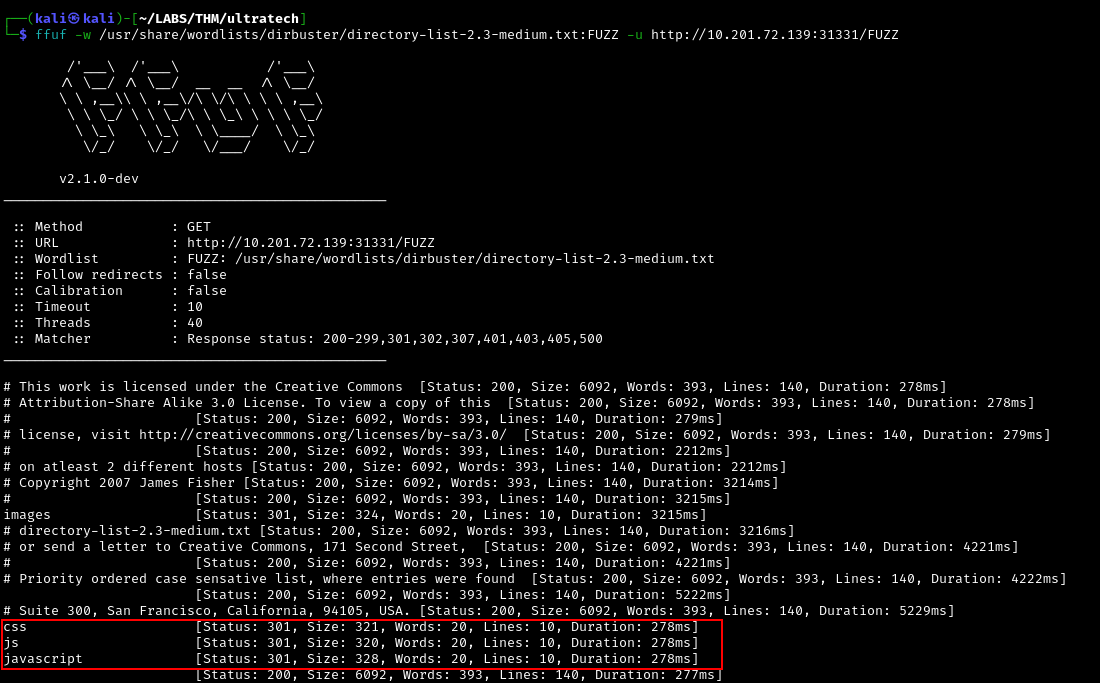 ┌──(kali㉿kali)-[~/LABS/THM/ultratech]
└─$ ffuf -w /usr/share/wordlists/dirbuster/directory-list-2.3-medium.txt:FUZZ -u http://10.201.72.139:31331/FUZZ
        /'___\  /'___\           /'___\
       /\ \__/ /\ \__/  __  __  /\ \__/
       \ \ ,__\\ \ ,__\/\ \/\ \ \ \ ,__\
        \ \ \_/ \ \ \_/\ \ \_\ \ \ \ \_/
         \ \_\   \ \_\  \ \____/  \ \_\
          \/_/    \/_/   \/___/    \/_/
       v2.1.0-dev
________________________________________________
 :: Method           : GET
 :: URL              : http://10.201.72.139:31331/FUZZ
 :: Wordlist         : FUZZ: /usr/share/wordlists/dirbuster/directory-list-2.3-medium.txt
 :: Follow redirects : false
 :: Calibration      : false
 :: Timeout          : 10
 :: Threads          : 40
 :: Matcher          : Response status: 200-299,301,302,307,401,403,405,500
________________________________________________
# This work is licensed under the Creative Commons  [Status: 200, Size: 6092, Words: 393, Lines: 140, Duration: 278ms]
# Attribution-Share Alike 3.0 License. To view a copy of this  [Status: 200, Size: 6092, Words: 393, Lines: 140, Duration: 278ms]
#                       [Status: 200, Size: 6092, Words: 393, Lines: 140, Duration: 279ms]
# license, visit http://creativecommons.org/licenses/by-sa/3.0/  [Status: 200, Size: 6092, Words: 393, Lines: 140, Duration: 279ms]
#                       [Status: 200, Size: 6092, Words: 393, Lines: 140, Duration: 2212ms]
# on atleast 2 different hosts [Status: 200, Size: 6092, Words: 393, Lines: 140, Duration: 2212ms]
# Copyright 2007 James Fisher [Status: 200, Size: 6092, Words: 393, Lines: 140, Duration: 3214ms]
#                       [Status: 200, Size: 6092, Words: 393, Lines: 140, Duration: 3215ms]
images                  [Status: 301, Size: 324, Words: 20, Lines: 10, Duration: 3215ms]
# directory-list-2.3-medium.txt [Status: 200, Size: 6092, Words: 393, Lines: 140, Duration: 3216ms]
# or send a letter to Creative Commons, 171 Second Street,  [Status: 200, Size: 6092, Words: 393, Lines: 140, Duration: 4221ms]
#                       [Status: 200, Size: 6092, Words: 393, Lines: 140, Duration: 4221ms]
# Priority ordered case sensative list, where entries were found  [Status: 200, Size: 6092, Words: 393, Lines: 140, Duration: 4222ms]
                        [Status: 200, Size: 6092, Words: 393, Lines: 140, Duration: 5222ms]
# Suite 300, San Francisco, California, 94105, USA. [Status: 200, Size: 6092, Words: 393, Lines: 140, Duration: 5229ms]
css                     [Status: 301, Size: 321, Words: 20, Lines: 10, Duration: 278ms]
js                      [Status: 301, Size: 320, Words: 20, Lines: 10, Duration: 278ms]
javascript              [Status: 301, Size: 328, Words: 20, Lines: 10, Duration: 278ms]
                        [Status: 200, Size: 6092, Words: 393, Lines: 140, Duration: 277ms]